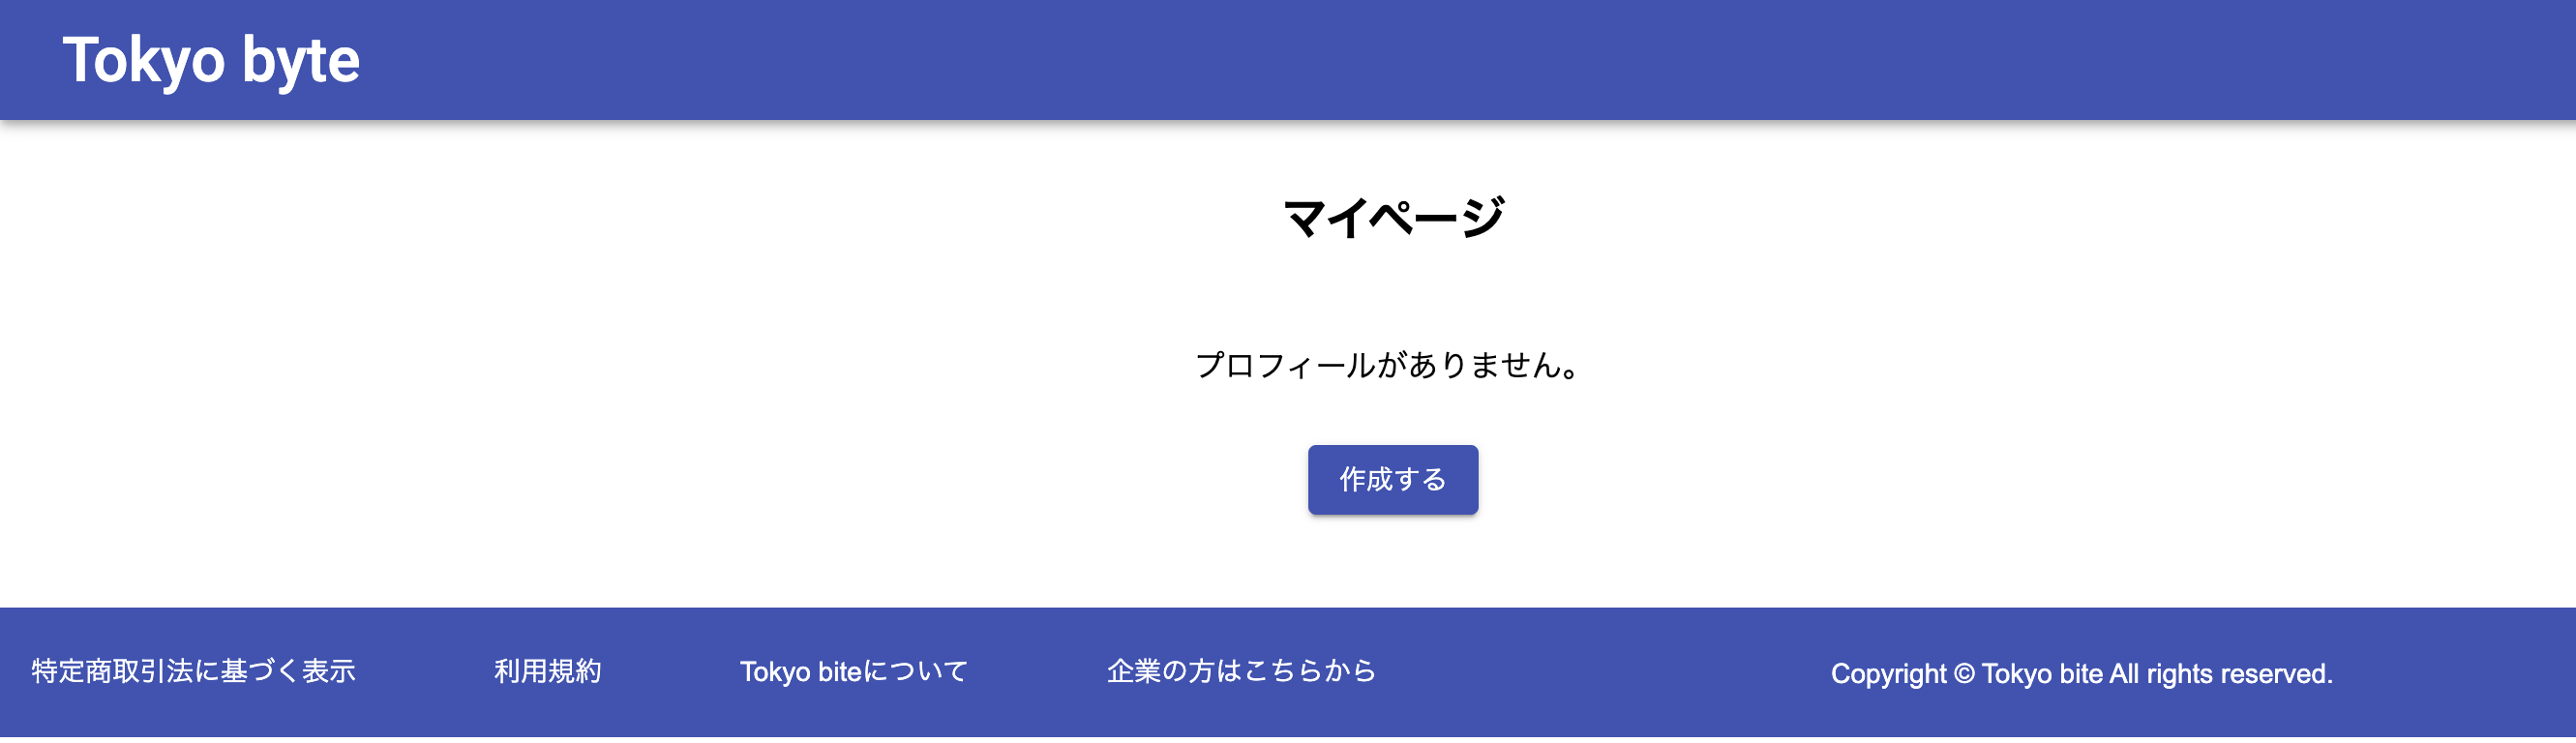 Tokyo byte
マイページ
プロフィールがありません。
作成する
特定商取引法に基づく表示 利用規約 Tokyo biteについて 企業の方はこちらから Copyright © Tokyo bite All rights reserved.